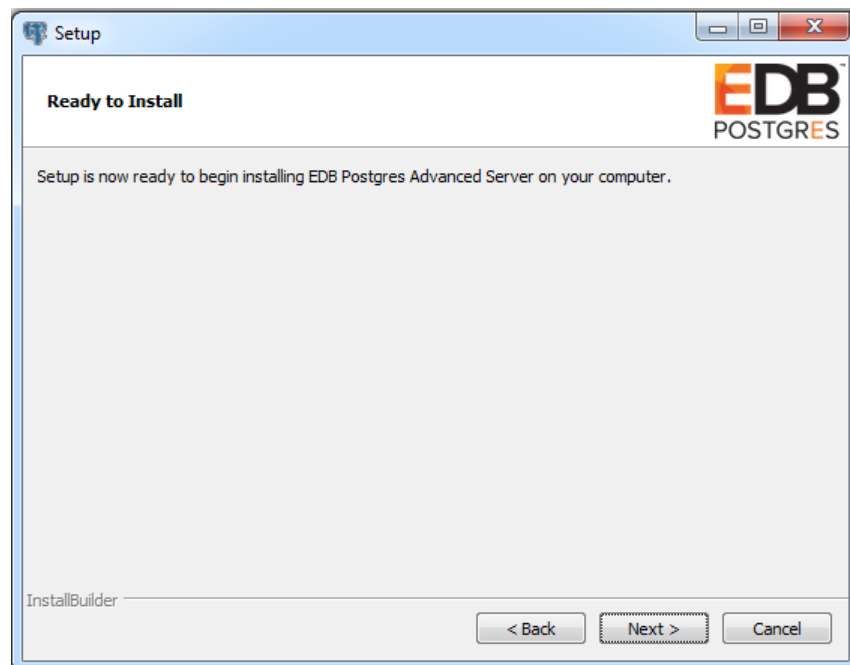 Setup
Ready to Install
EDB
POSTGRES
Setup is now ready to begin installing EDB Postgres Advanced Server on your computer.
InstallBuilder
< Back
Next >
Cancel